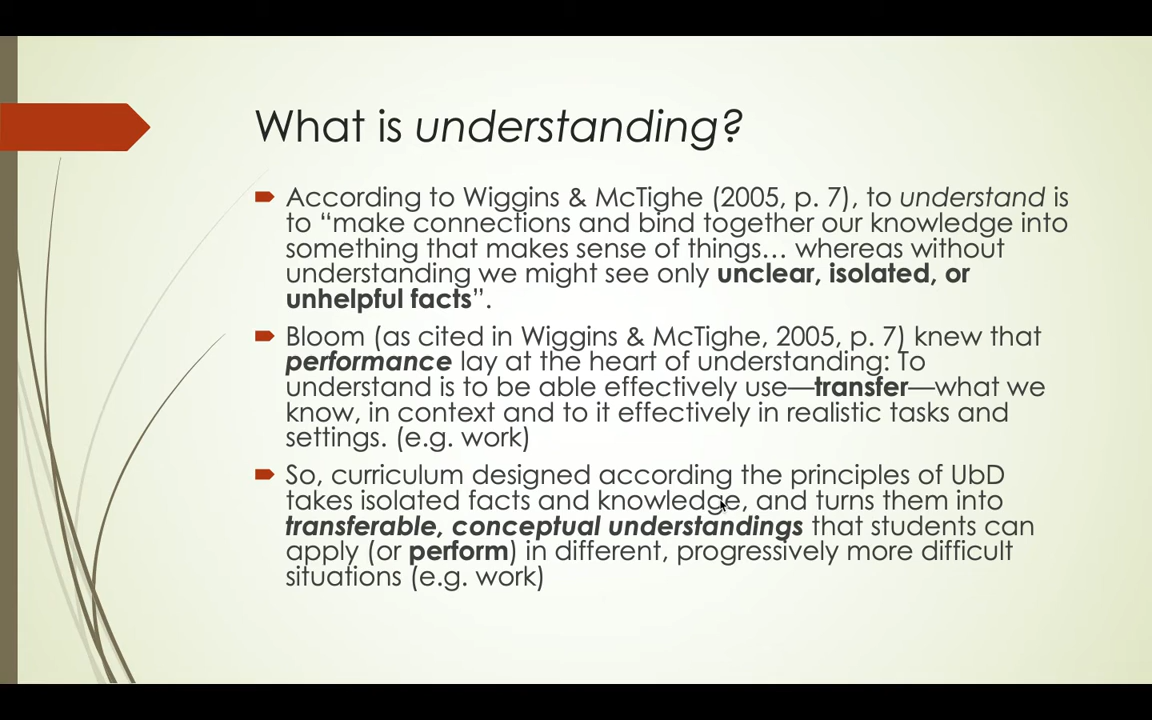 What is understanding?
According to Wiggins & McTighe (2005, p. 7), to understand is
to “make connections and bind together our knowledge into
something that makes sense of things… whereas without
understanding we might see only unclear, isolated, or
unhelpful facts”.
Bloom (as cited in Wiggins & McTighe, 2005, p. 7) knew that
performance lay at the heart of understanding: To
understand is to be able effectively use—transfer—what we
know, in context and to it effectively in realistic tasks and
settings. (e.g. work)
So, curriculum designed according the principles of UbD
takes isolated facts and knowledge, and turns them into
transferable, conceptual understandings that students can
apply (or perform) in different, progressively more difficult
situations (e.g. work)